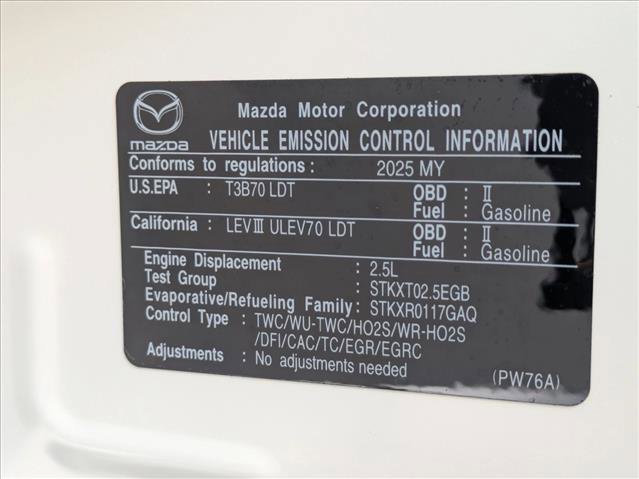 Mazda Motor Corporation
mazda VEHICLE EMISSION CONTROL INFORMATION
Conforms to regulations : 2025 MY
U.S.EPA : T3B70 LDT OBD : II
Fuel : Gasoline
California : LEVIII ULEV70 LDT OBD : II
Fuel : Gasoline
Engine Displacement : 2.5L
Test Group : STKXT02.5EGB
Evaporative/Refueling Family: STKXR0117GAQ
Control Type : TWC/WU-TWC/HO2S/WR-HO2S
/DFI/CAC/TC/EGR/EGRC
Adjustments : No adjustments needed
(PW76A)